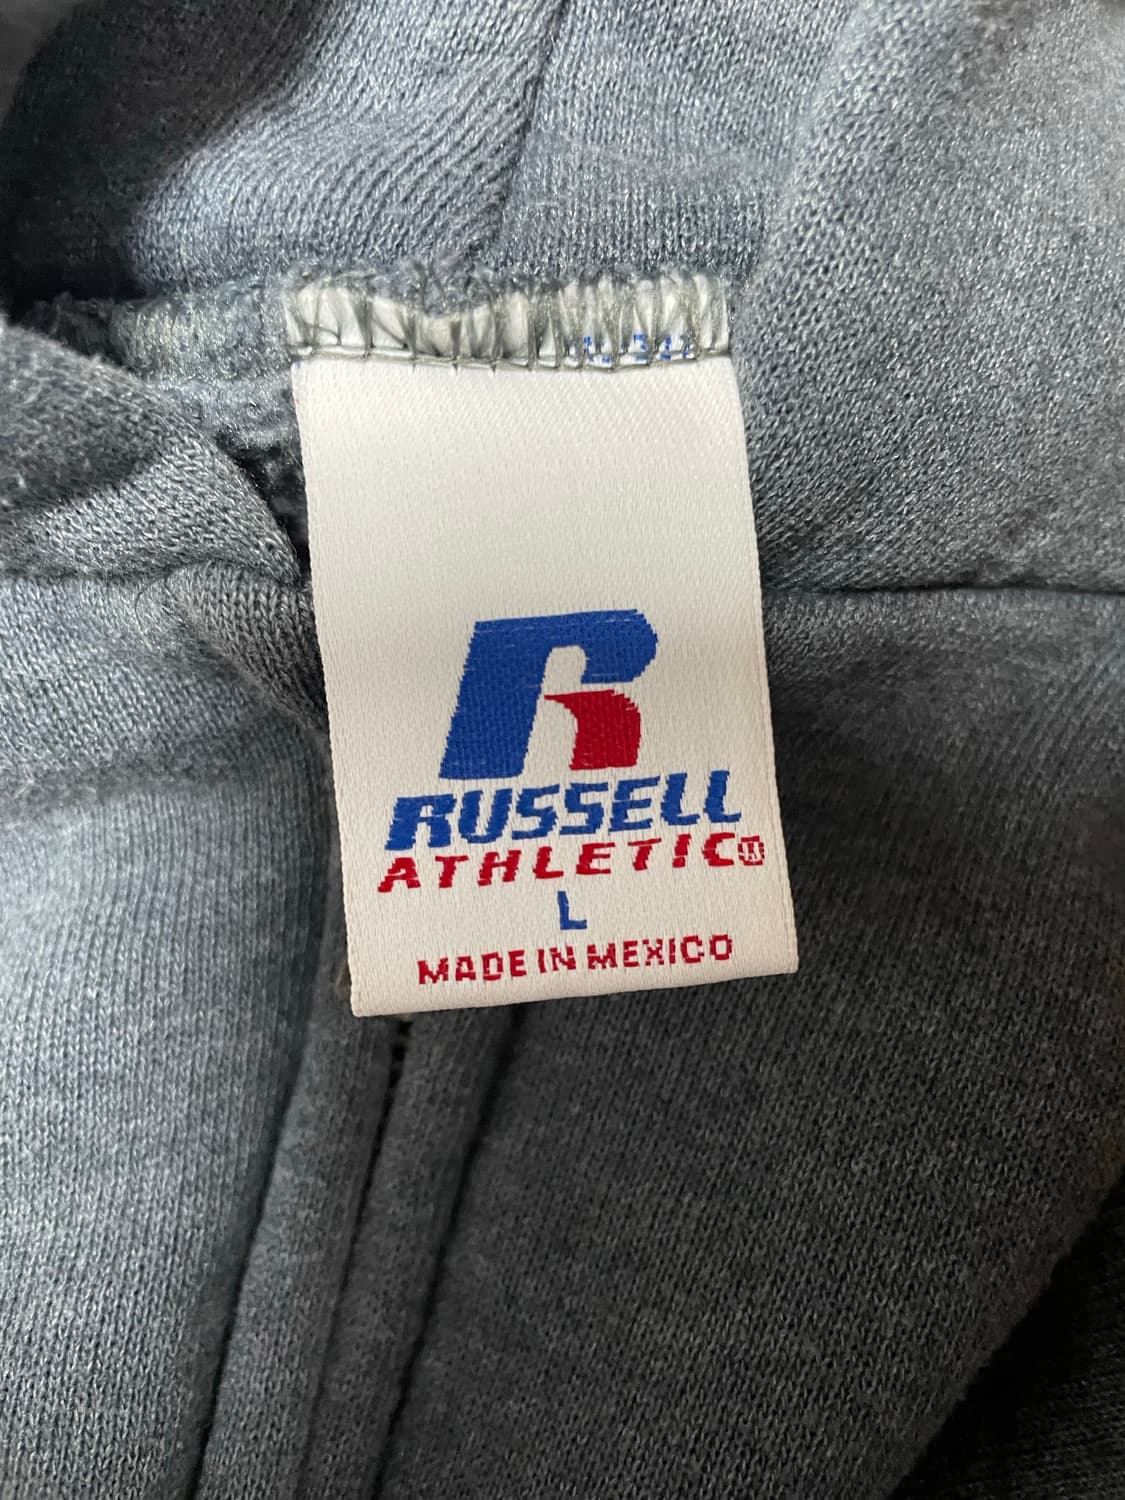 R
RUSSELL
ATHLETIC®
L
MADE IN MEXICO